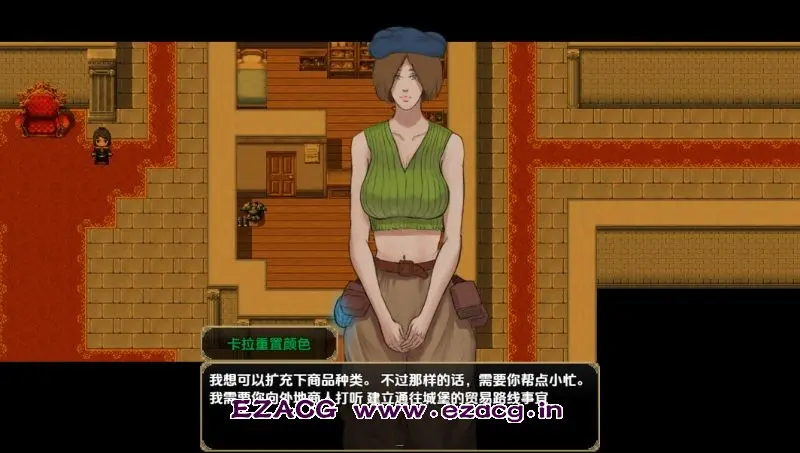 卡拉重置颜色
我想可以扩充下商品种类。 不过那样的话，需要你帮点小忙。
我需要你向外地商人打听 建立通往城堡的贸易路线事宜
EZACG www.ezacg.in